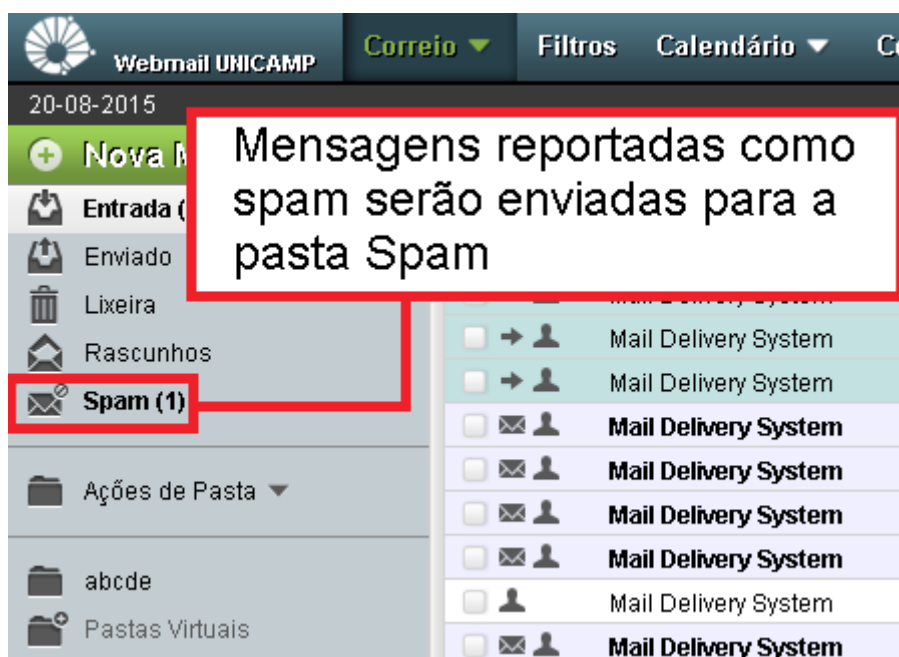 Webmail UNICAMP
Correio
Filtros
Calendário
20-08-2015
Nova
Mensagens reportadas como
spam serão enviadas para a
pasta Spam
Entrada (
Enviado
Lixeira
Rascunhos
Spam (1)
Ações de Pasta
abcde
Pastas Virtuais
Mail Delivery System
Mail Delivery System
Mail Delivery System
Mail Delivery System
Mail Delivery System
Mail Delivery System
Mail Delivery System
Mail Delivery System